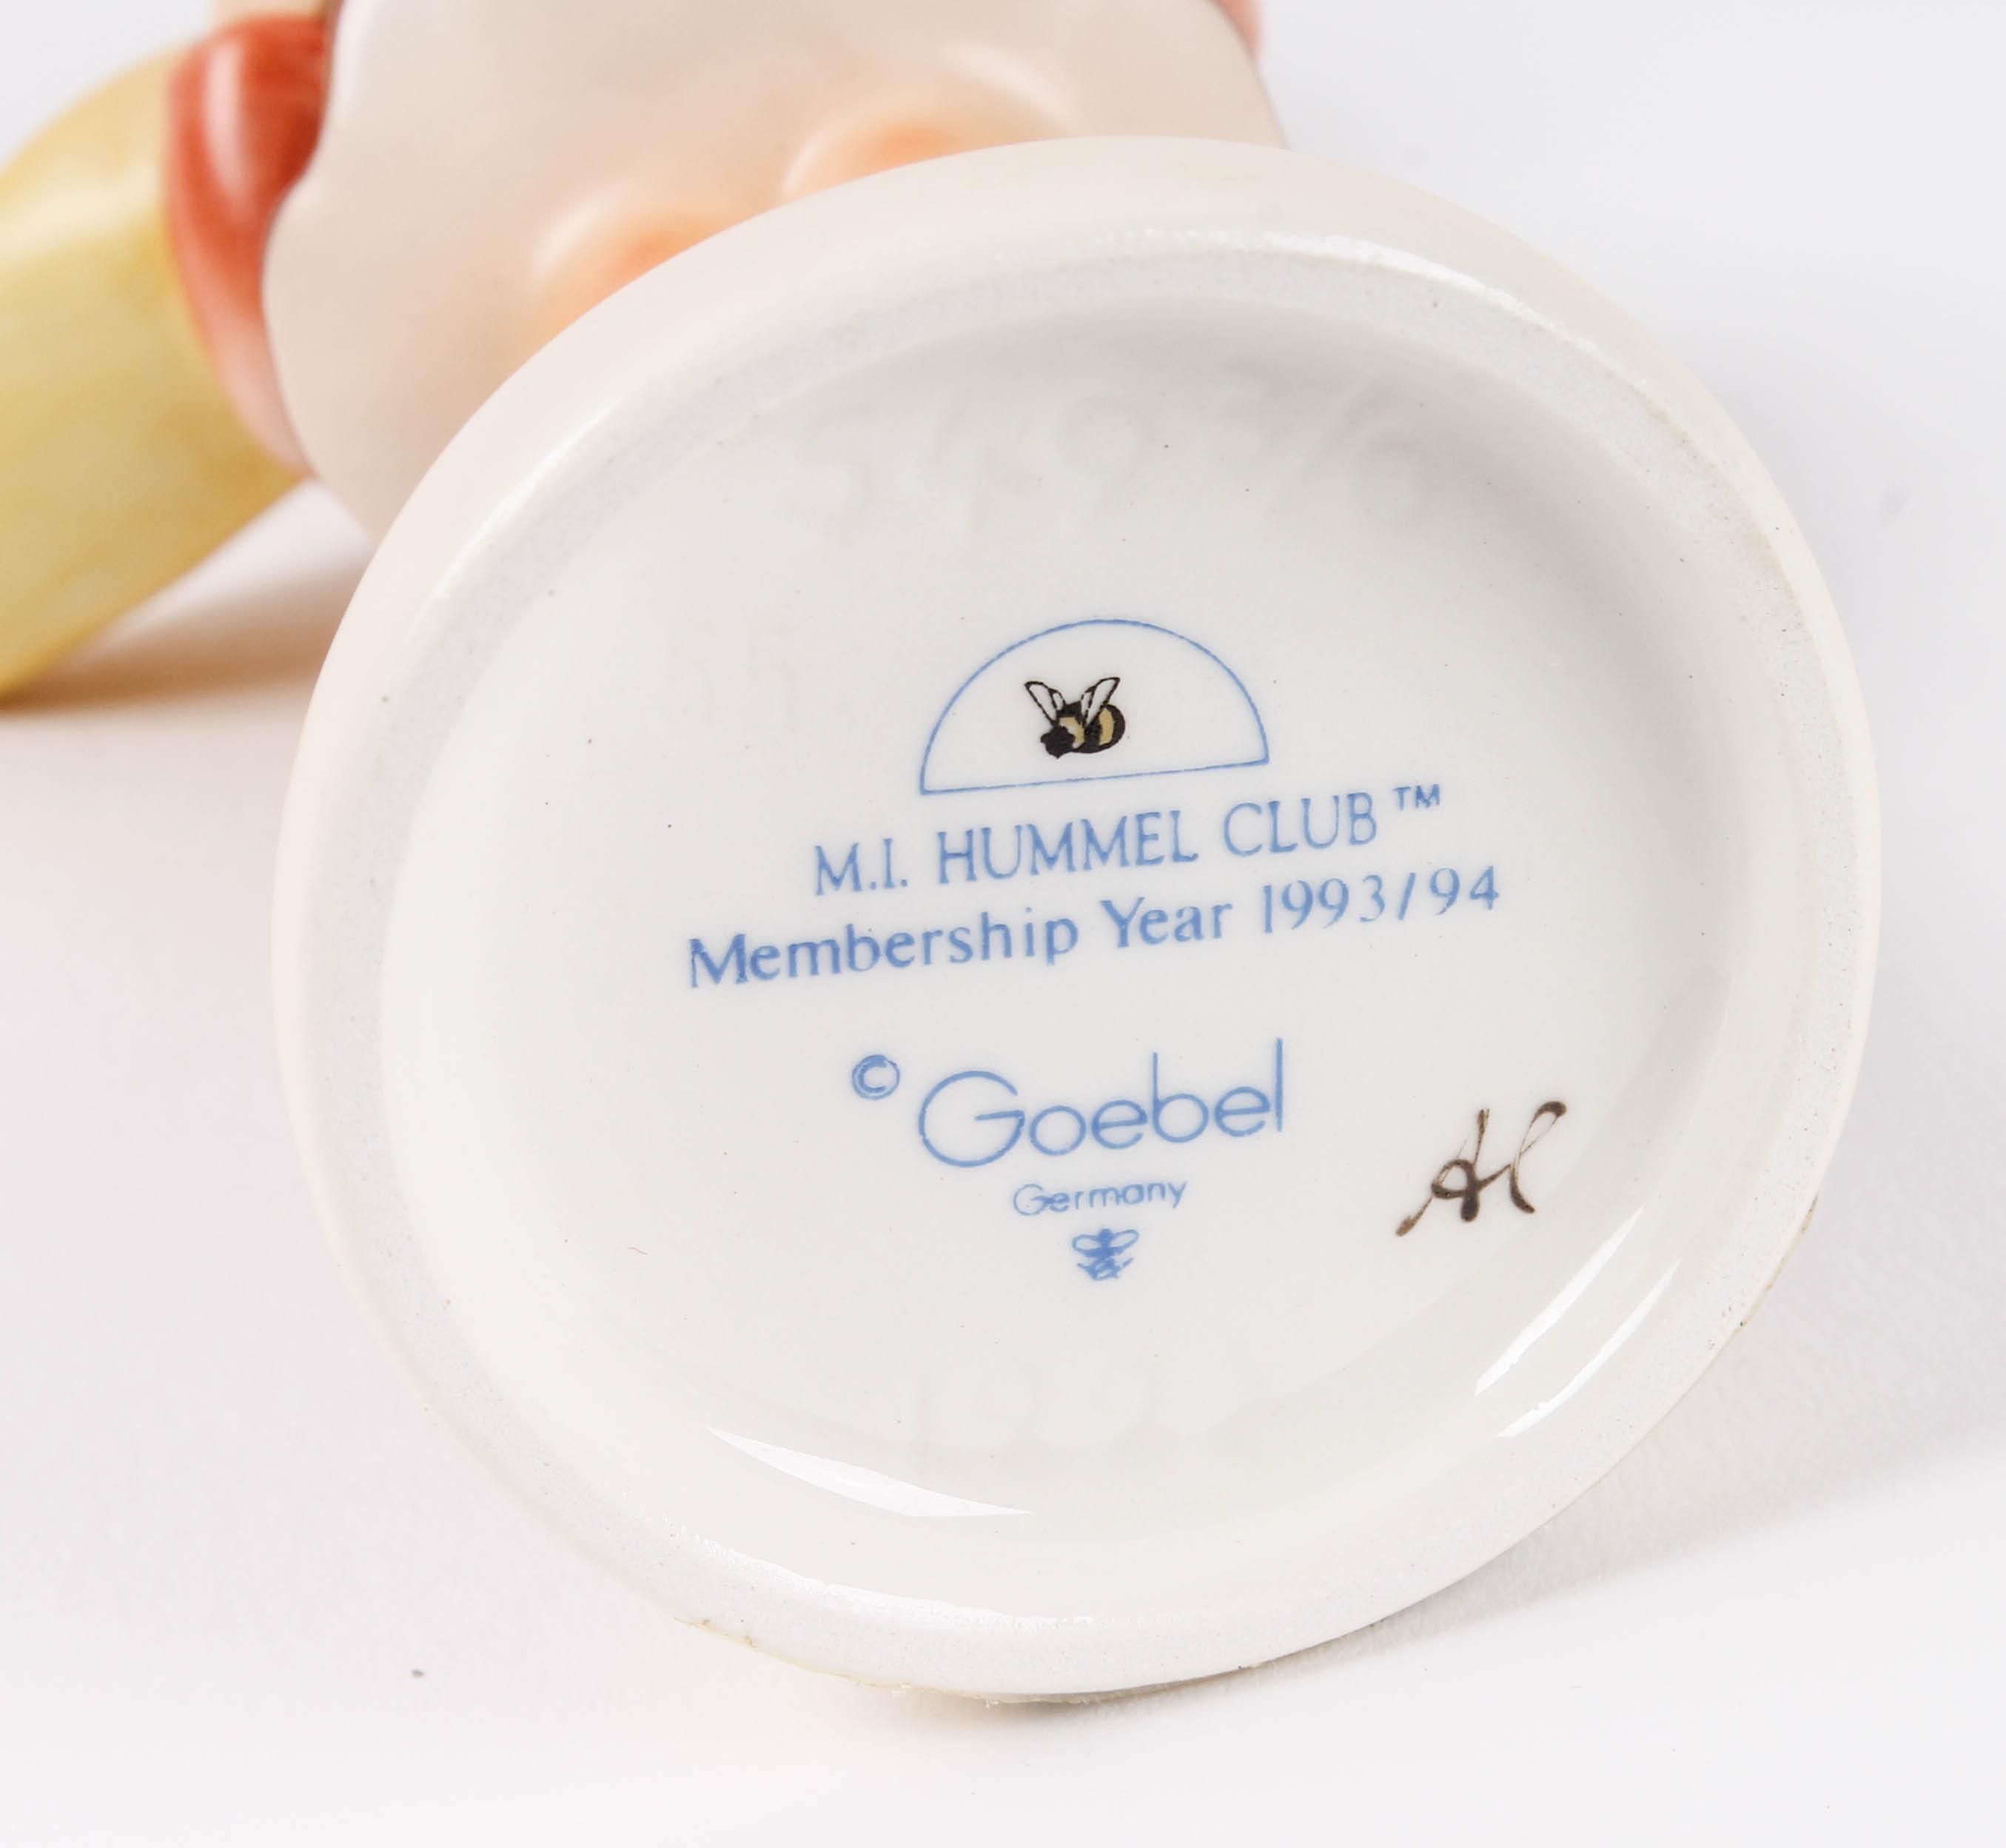 M.I. HUMMEL CLUB™
Membership Year 1993/94
© Goebel
Germany